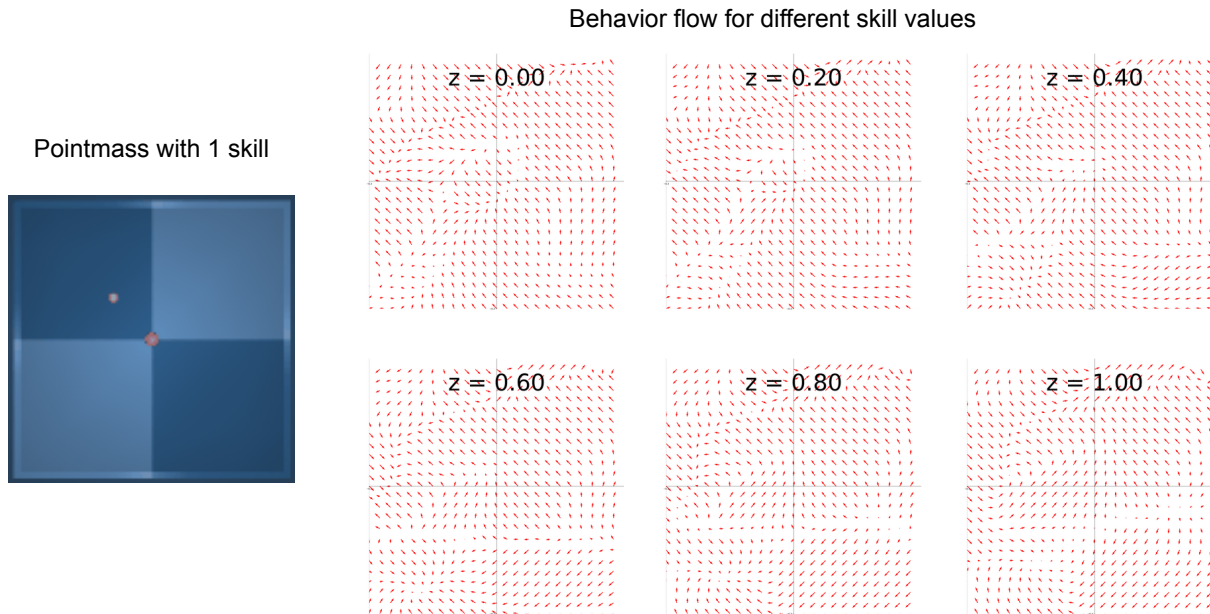 Behavior flow for different skill values
Pointmass with 1 skill
z = 0.00
z = 0.20
z = 0.40
z = 0.60
z = 0.80
z = 1.00